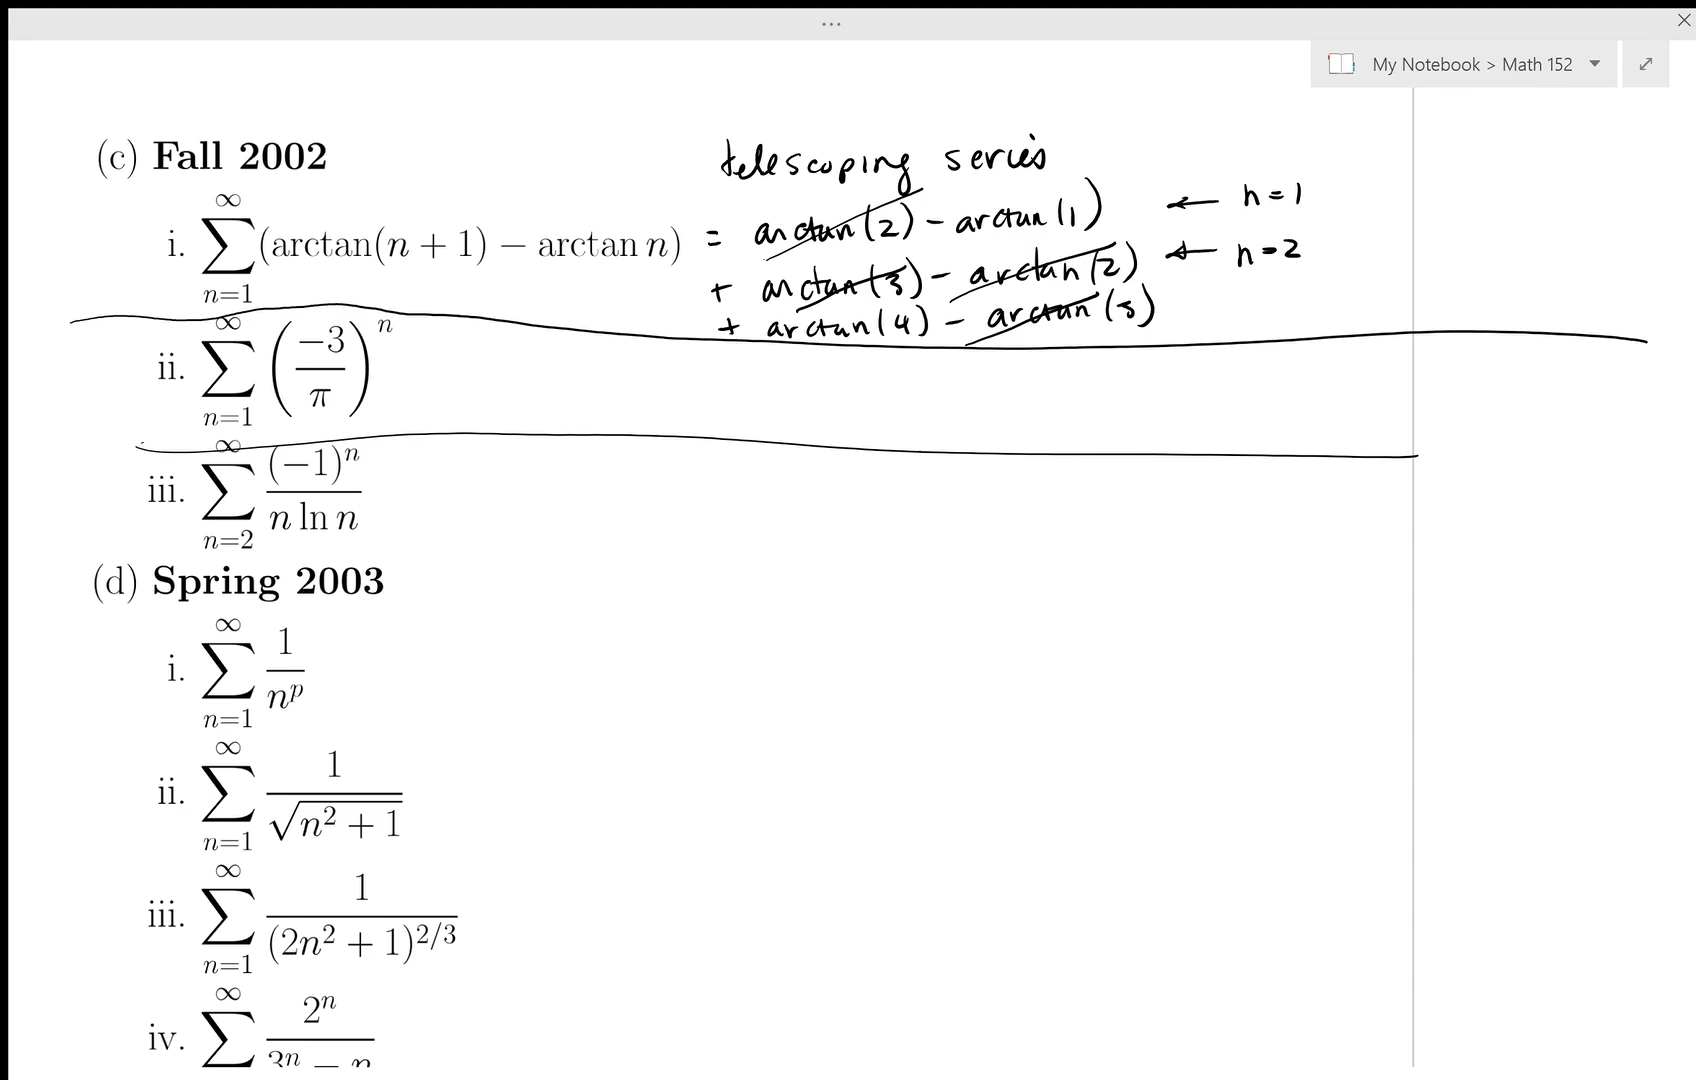 ...
My Notebook > Math 152
(c) Fall 2002
telescoping series
i. ∑_{n=1}^{∞} (arctan(n + 1) − arctan n) = arctan(2) - arctan(1) ← n=1
+ arctan(3) - arctan(2) ← n=2
+ arctan(4) - arctan(3)
ii. ∑_{n=1}^{∞} (−3/π)^n
iii. ∑_{n=2}^{∞} (−1)^n / (n ln n)
(d) Spring 2003
i. ∑_{n=1}^{∞} 1/n^p
ii. ∑_{n=1}^{∞} 1/√(n² + 1)
iii. ∑_{n=1}^{∞} 1/(2n² + 1)^{2/3}
iv. ∑^{∞} 2^n/(3^n − n